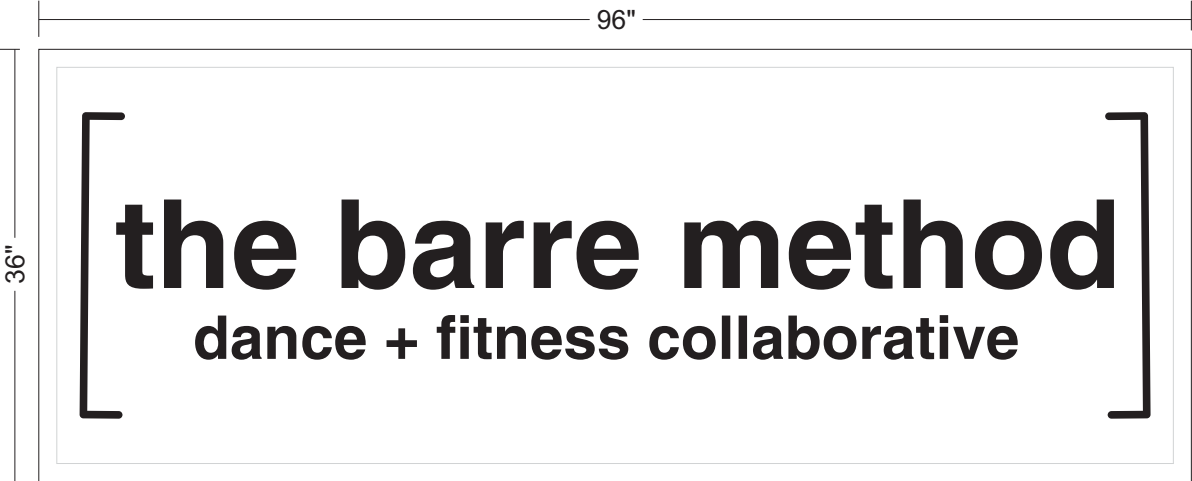 96"
36"
[the barre method
dance + fitness collaborative]